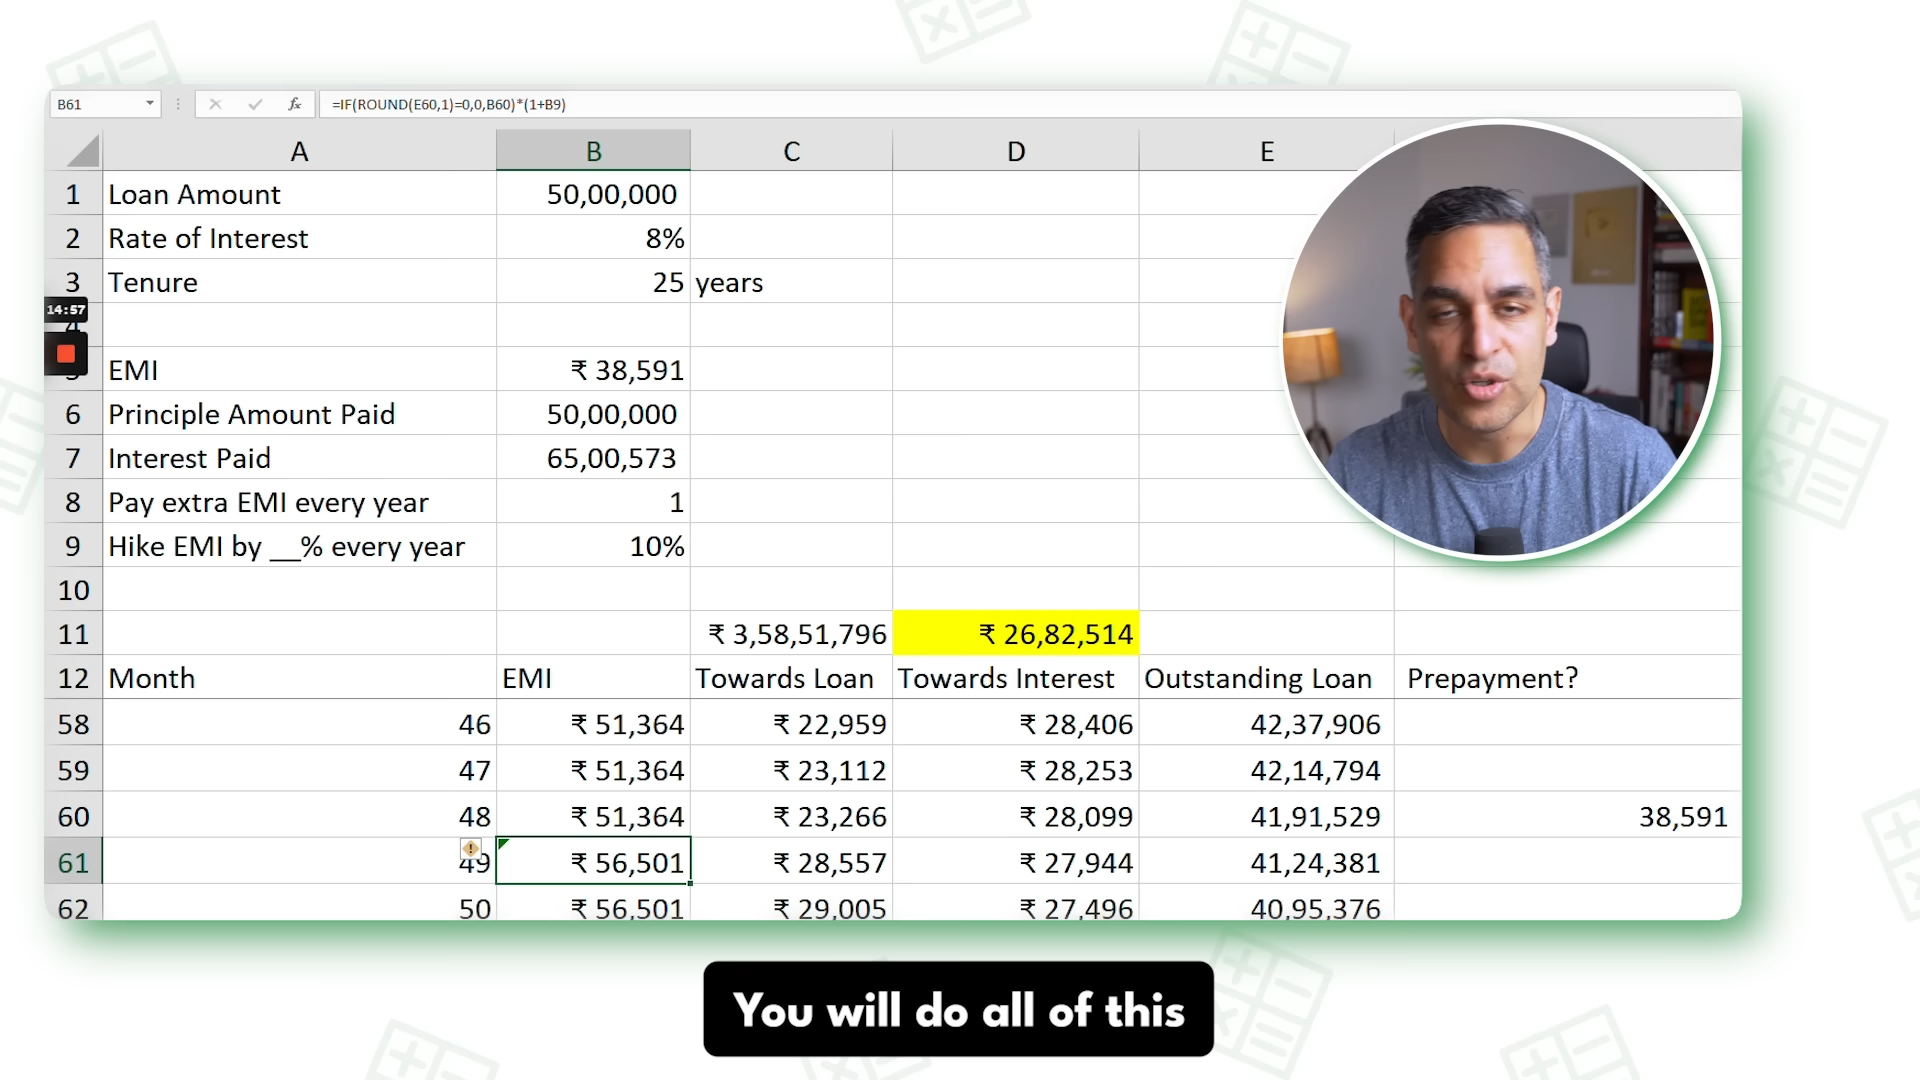 B61 =IF(ROUND(E60,1)=0,0,B60)*(1+B9)
A B C D E
1 Loan Amount 50,00,000
2 Rate of Interest 8%
3 Tenure 25 years
14:57
4
5 EMI ₹ 38,591
6 Principle Amount Paid 50,00,000
7 Interest Paid 65,00,573
8 Pay extra EMI every year 1
9 Hike EMI by __% every year 10%
10
11 ₹ 3,58,51,796 ₹ 26,82,514
12 Month EMI Towards Loan Towards Interest Outstanding Loan Prepayment?
58 46 ₹ 51,364 ₹ 22,959 ₹ 28,406 42,37,906
59 47 ₹ 51,364 ₹ 23,112 ₹ 28,253 42,14,794
60 48 ₹ 51,364 ₹ 23,266 ₹ 28,099 41,91,529 38,591
61 49 ₹ 56,501 ₹ 28,557 ₹ 27,944 41,24,381
62 50 ₹ 56,501 ₹ 29,005 ₹ 27,496 40,95,376
You will do all of this